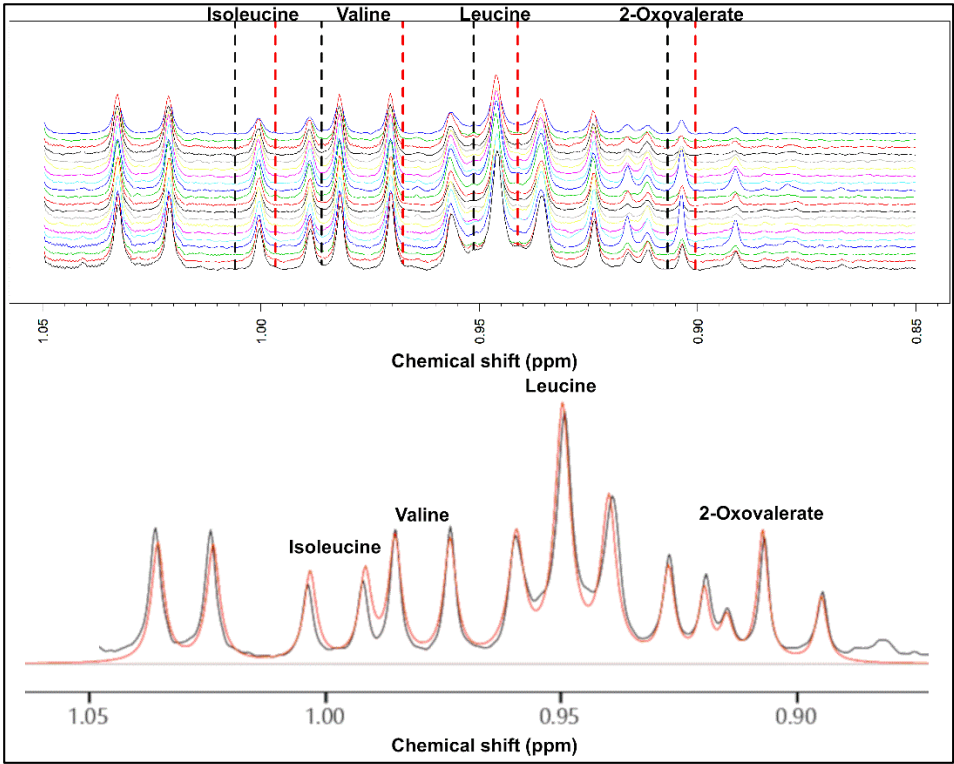 Isoleucine Valine Leucine 2-Oxovalerate
1.05 1.00 0.95 0.90 0.85
Chemical shift (ppm)
Leucine
2-Oxovalerate
Valine
Isoleucine
1.05 1.00 0.95 0.90
Chemical shift (ppm)